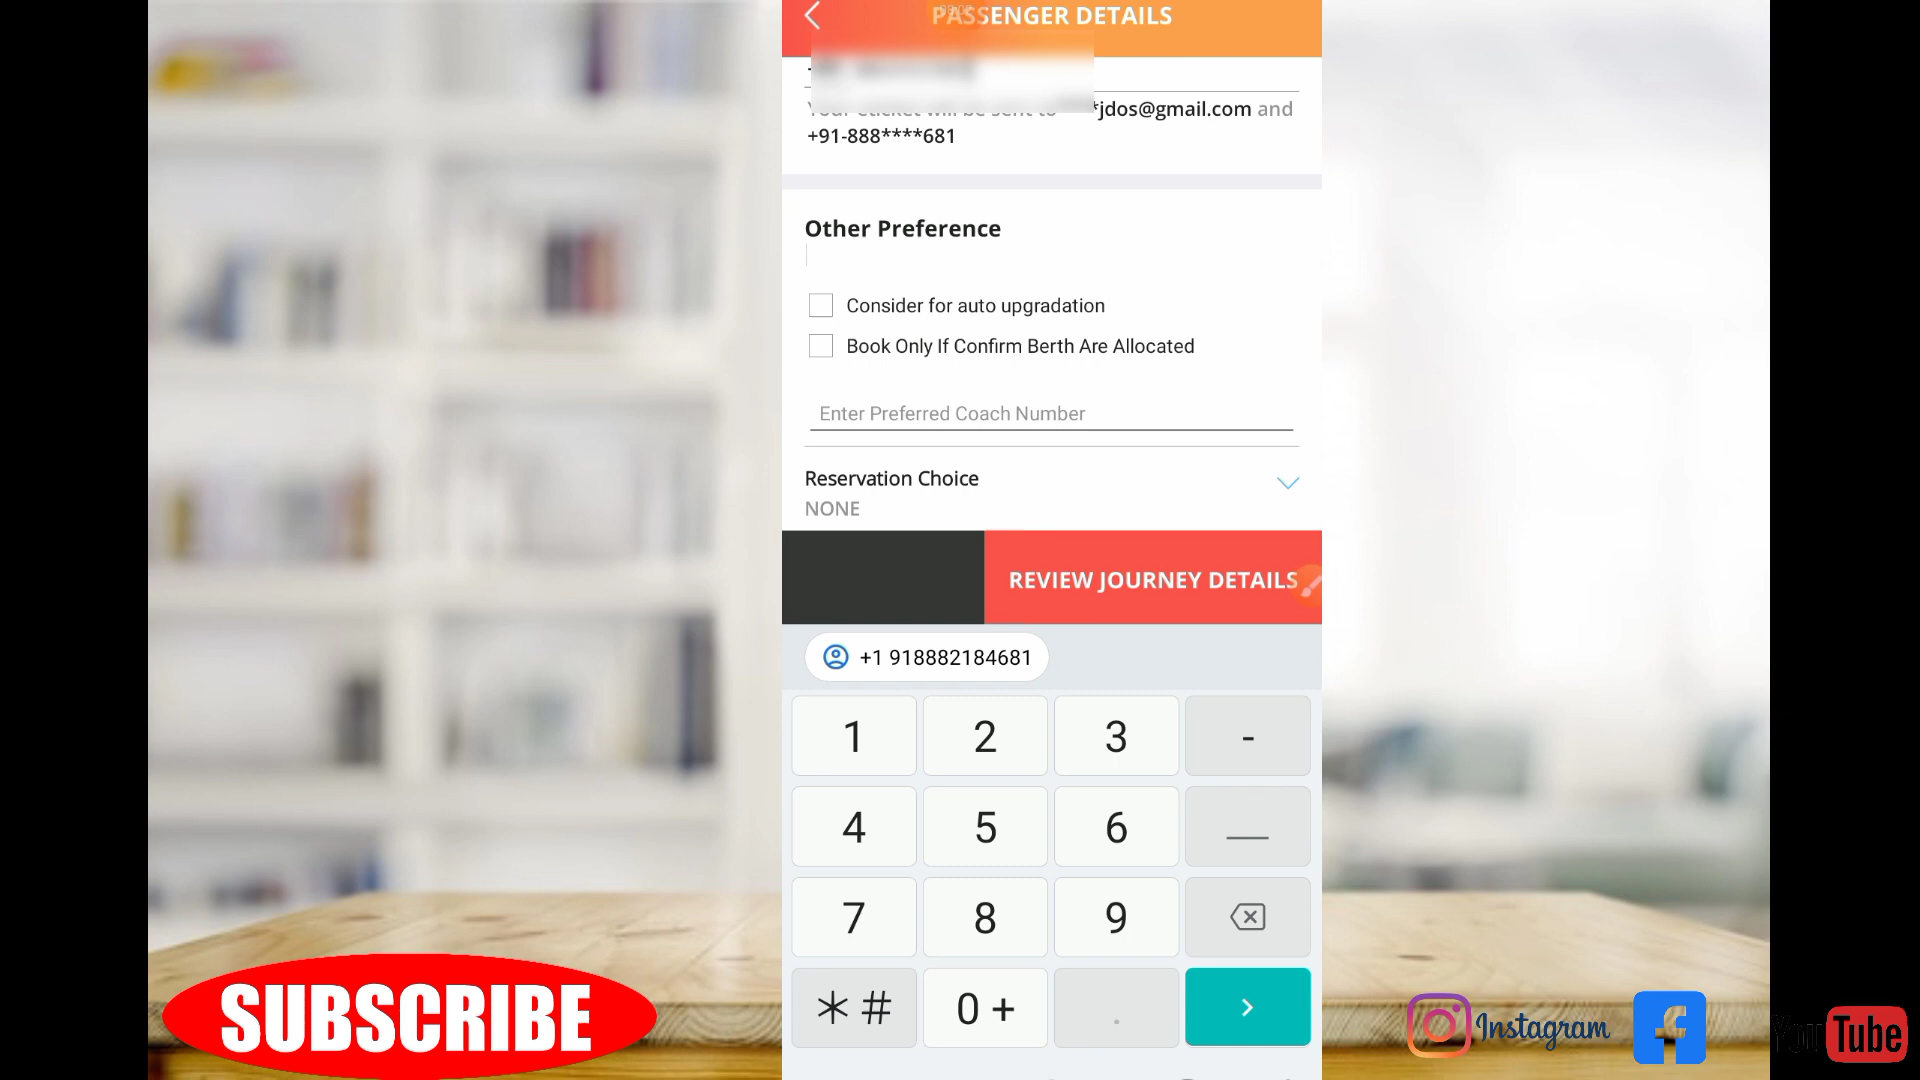 PASSENGER DETAILS
*jdos@gmail.com and
+91-888****681
Other Preference
Consider for auto upgradation
Book Only If Confirm Berth Are Allocated
Enter Preferred Coach Number
Reservation Choice
NONE
REVIEW JOURNEY DETAILS
+1 918882184681
1 2 3 -
4 5 6
7 8 9
*# 0 + .
SUBSCRIBE
Instagram
YouTube